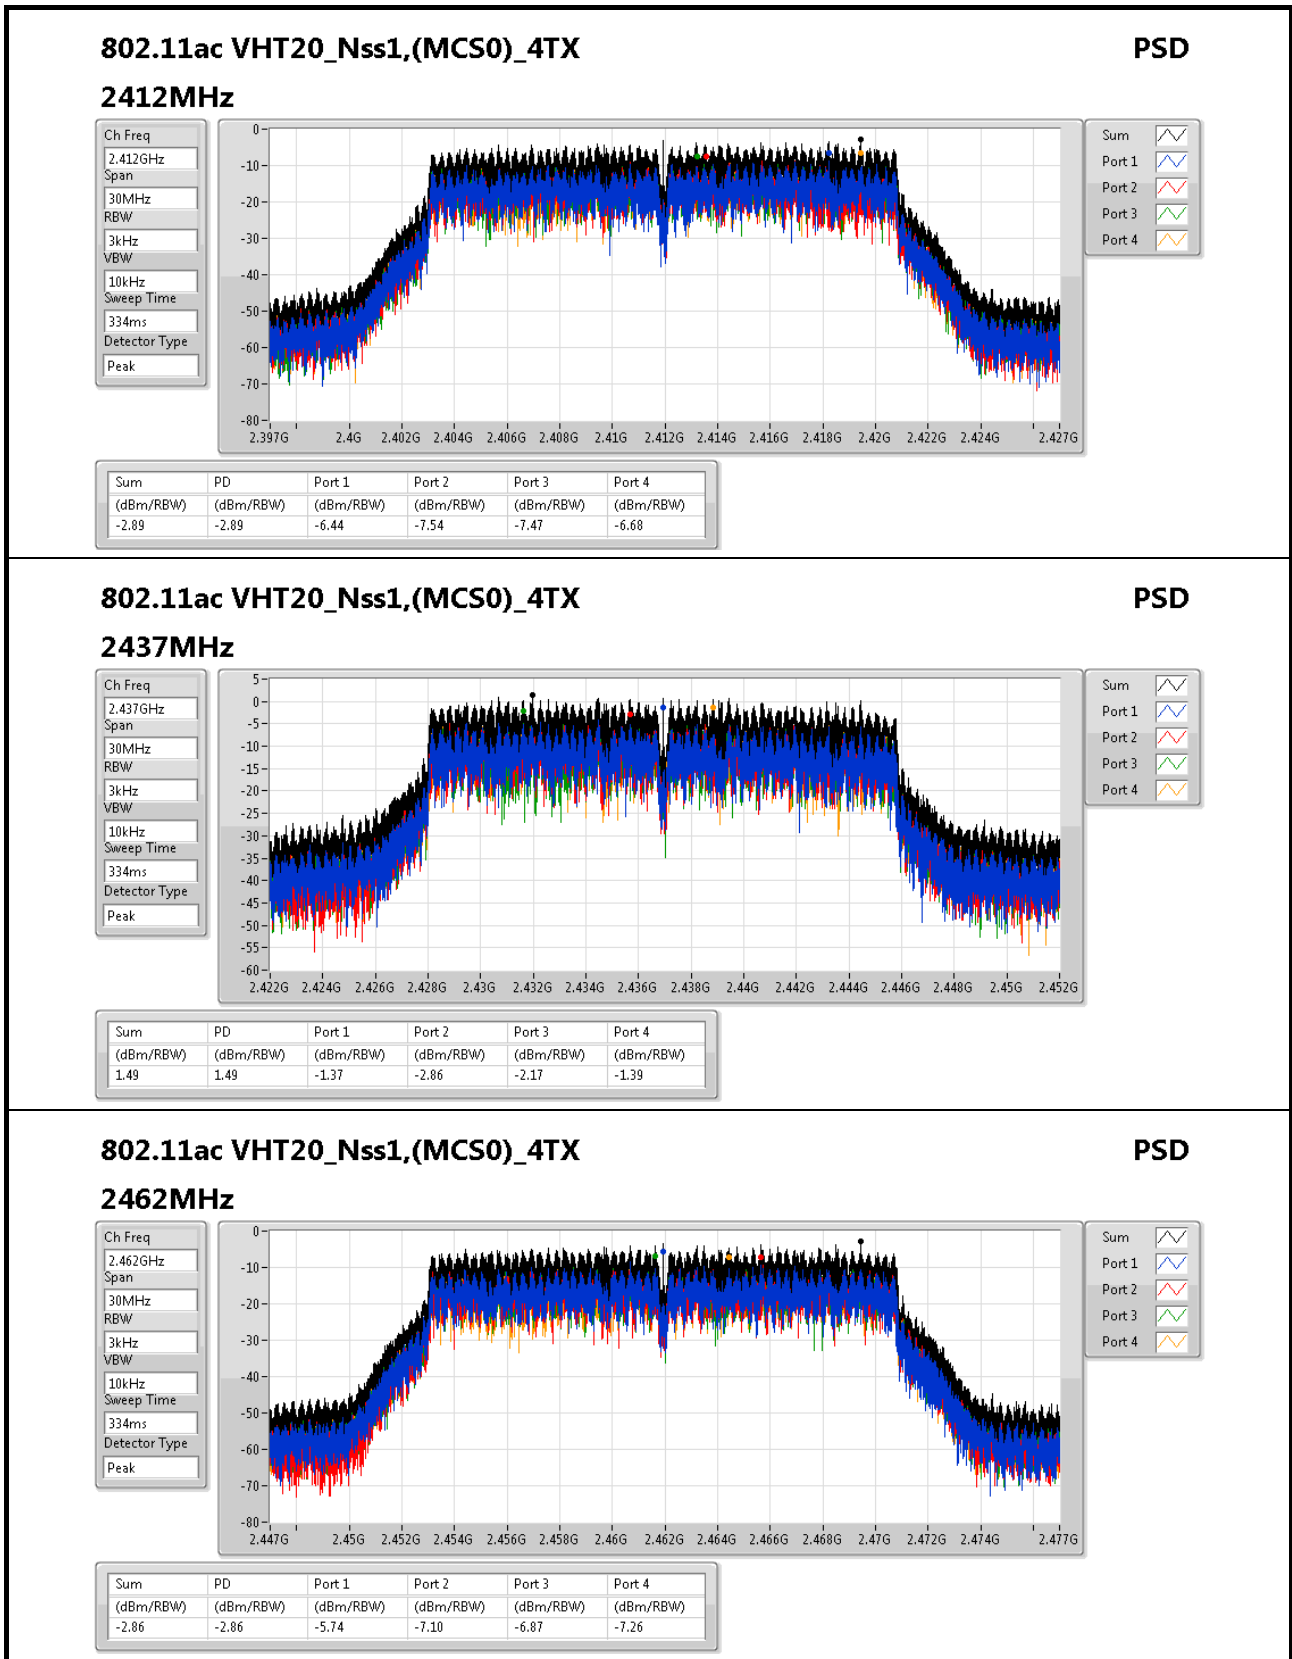 802.11ac VHT20_Nss1,(MCS0)_4TX PSD
2412MHz
Ch Freq
2.412GHz
Span
30MHz
RBW
3kHz
VBW
10kHz
Sweep Time
334ms
Detector Type
Peak
0
-10
-20
-30
-40
-50
-60
-70
-80
2.397G 2.4G 2.402G 2.404G 2.406G 2.408G 2.41G 2.412G 2.414G 2.416G 2.418G 2.42G 2.422G 2.424G 2.427G
Sum
Port 1
Port 2
Port 3
Port 4
Sum PD Port 1 Port 2 Port 3 Port 4
(dBm/RBW) (dBm/RBW) (dBm/RBW) (dBm/RBW) (dBm/RBW) (dBm/RBW)
-2.89 -2.89 -6.44 -7.54 -7.47 -6.68
802.11ac VHT20_Nss1,(MCS0)_4TX PSD
2437MHz
Ch Freq
2.437GHz
Span
30MHz
RBW
3kHz
VBW
10kHz
Sweep Time
334ms
Detector Type
Peak
5
0
-5
-10
-15
-20
-25
-30
-35
-40
-45
-50
-55
-60
2.422G 2.424G 2.426G 2.428G 2.43G 2.432G 2.434G 2.436G 2.438G 2.44G 2.442G 2.444G 2.446G 2.448G 2.45G 2.452G
Sum
Port 1
Port 2
Port 3
Port 4
Sum PD Port 1 Port 2 Port 3 Port 4
(dBm/RBW) (dBm/RBW) (dBm/RBW) (dBm/RBW) (dBm/RBW) (dBm/RBW)
1.49 1.49 -1.37 -2.86 -2.17 -1.39
802.11ac VHT20_Nss1,(MCS0)_4TX PSD
2462MHz
Ch Freq
2.462GHz
Span
30MHz
RBW
3kHz
VBW
10kHz
Sweep Time
334ms
Detector Type
Peak
0
-10
-20
-30
-40
-50
-60
-70
-80
2.447G 2.45G 2.452G 2.454G 2.456G 2.458G 2.46G 2.462G 2.464G 2.466G 2.468G 2.47G 2.472G 2.474G 2.477G
Sum
Port 1
Port 2
Port 3
Port 4
Sum PD Port 1 Port 2 Port 3 Port 4
(dBm/RBW) (dBm/RBW) (dBm/RBW) (dBm/RBW) (dBm/RBW) (dBm/RBW)
-2.86 -2.86 -5.74 -7.10 -6.87 -7.26